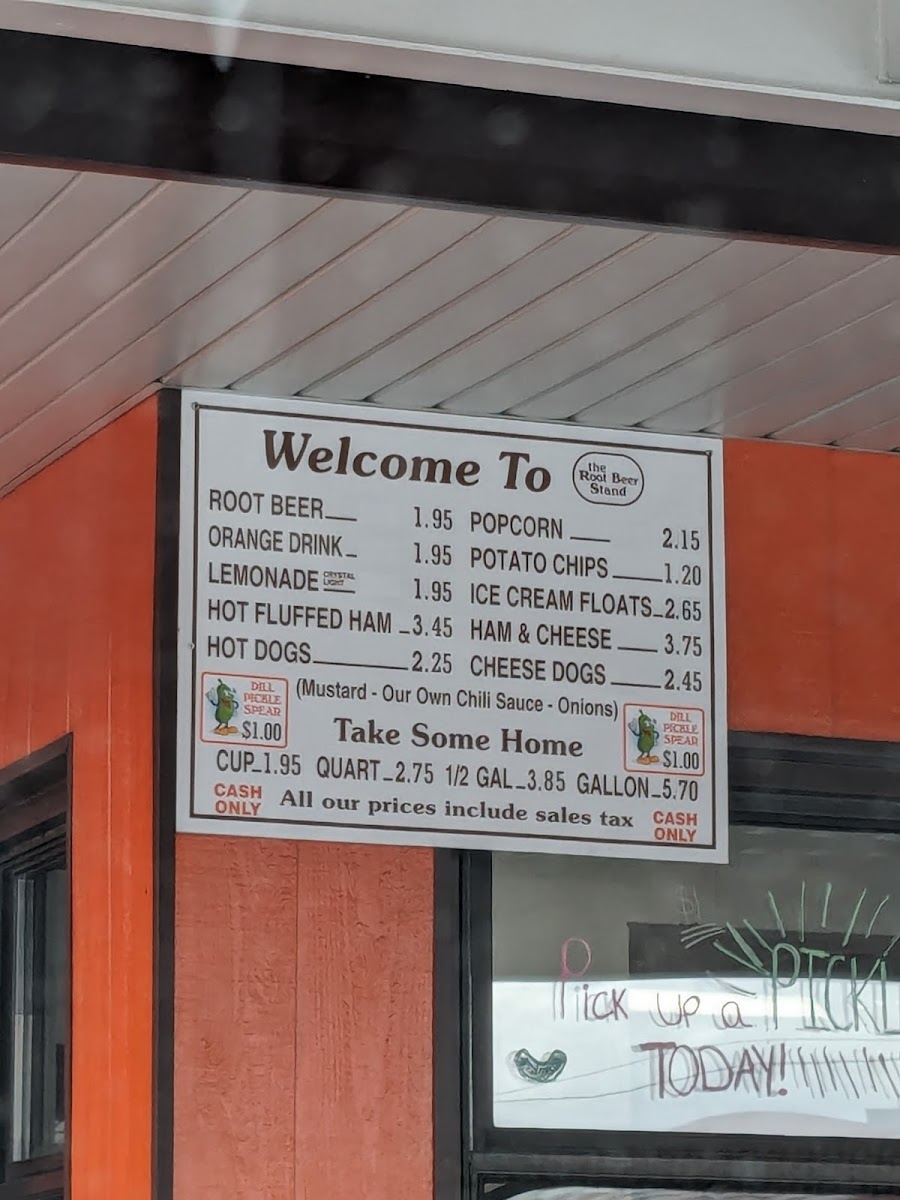 Welcome To
the
Root Beer
Stand
ROOT BEER 1.95
ORANGE DRINK 1.95
LEMONADE CRYSTAL LIGHT 1.95
HOT FLUFFED HAM 3.45
HOT DOGS 2.25
POPCORN 2.15
POTATO CHIPS 1.20
ICE CREAM FLOATS 2.65
HAM & CHEESE 3.75
CHEESE DOGS 2.45
(Mustard - Our Own Chili Sauce - Onions)
DILL
PICKLE
SPEAR
$1.00
Take Some Home
DILL
PICKLE
SPEAR
$1.00
CUP 1.95 QUART 2.75 1/2 GAL 3.85 GALLON 5.70
CASH
ONLY
All our prices include sales tax
CASH
ONLY
$1
Pick UP a PICKL
TODAY!